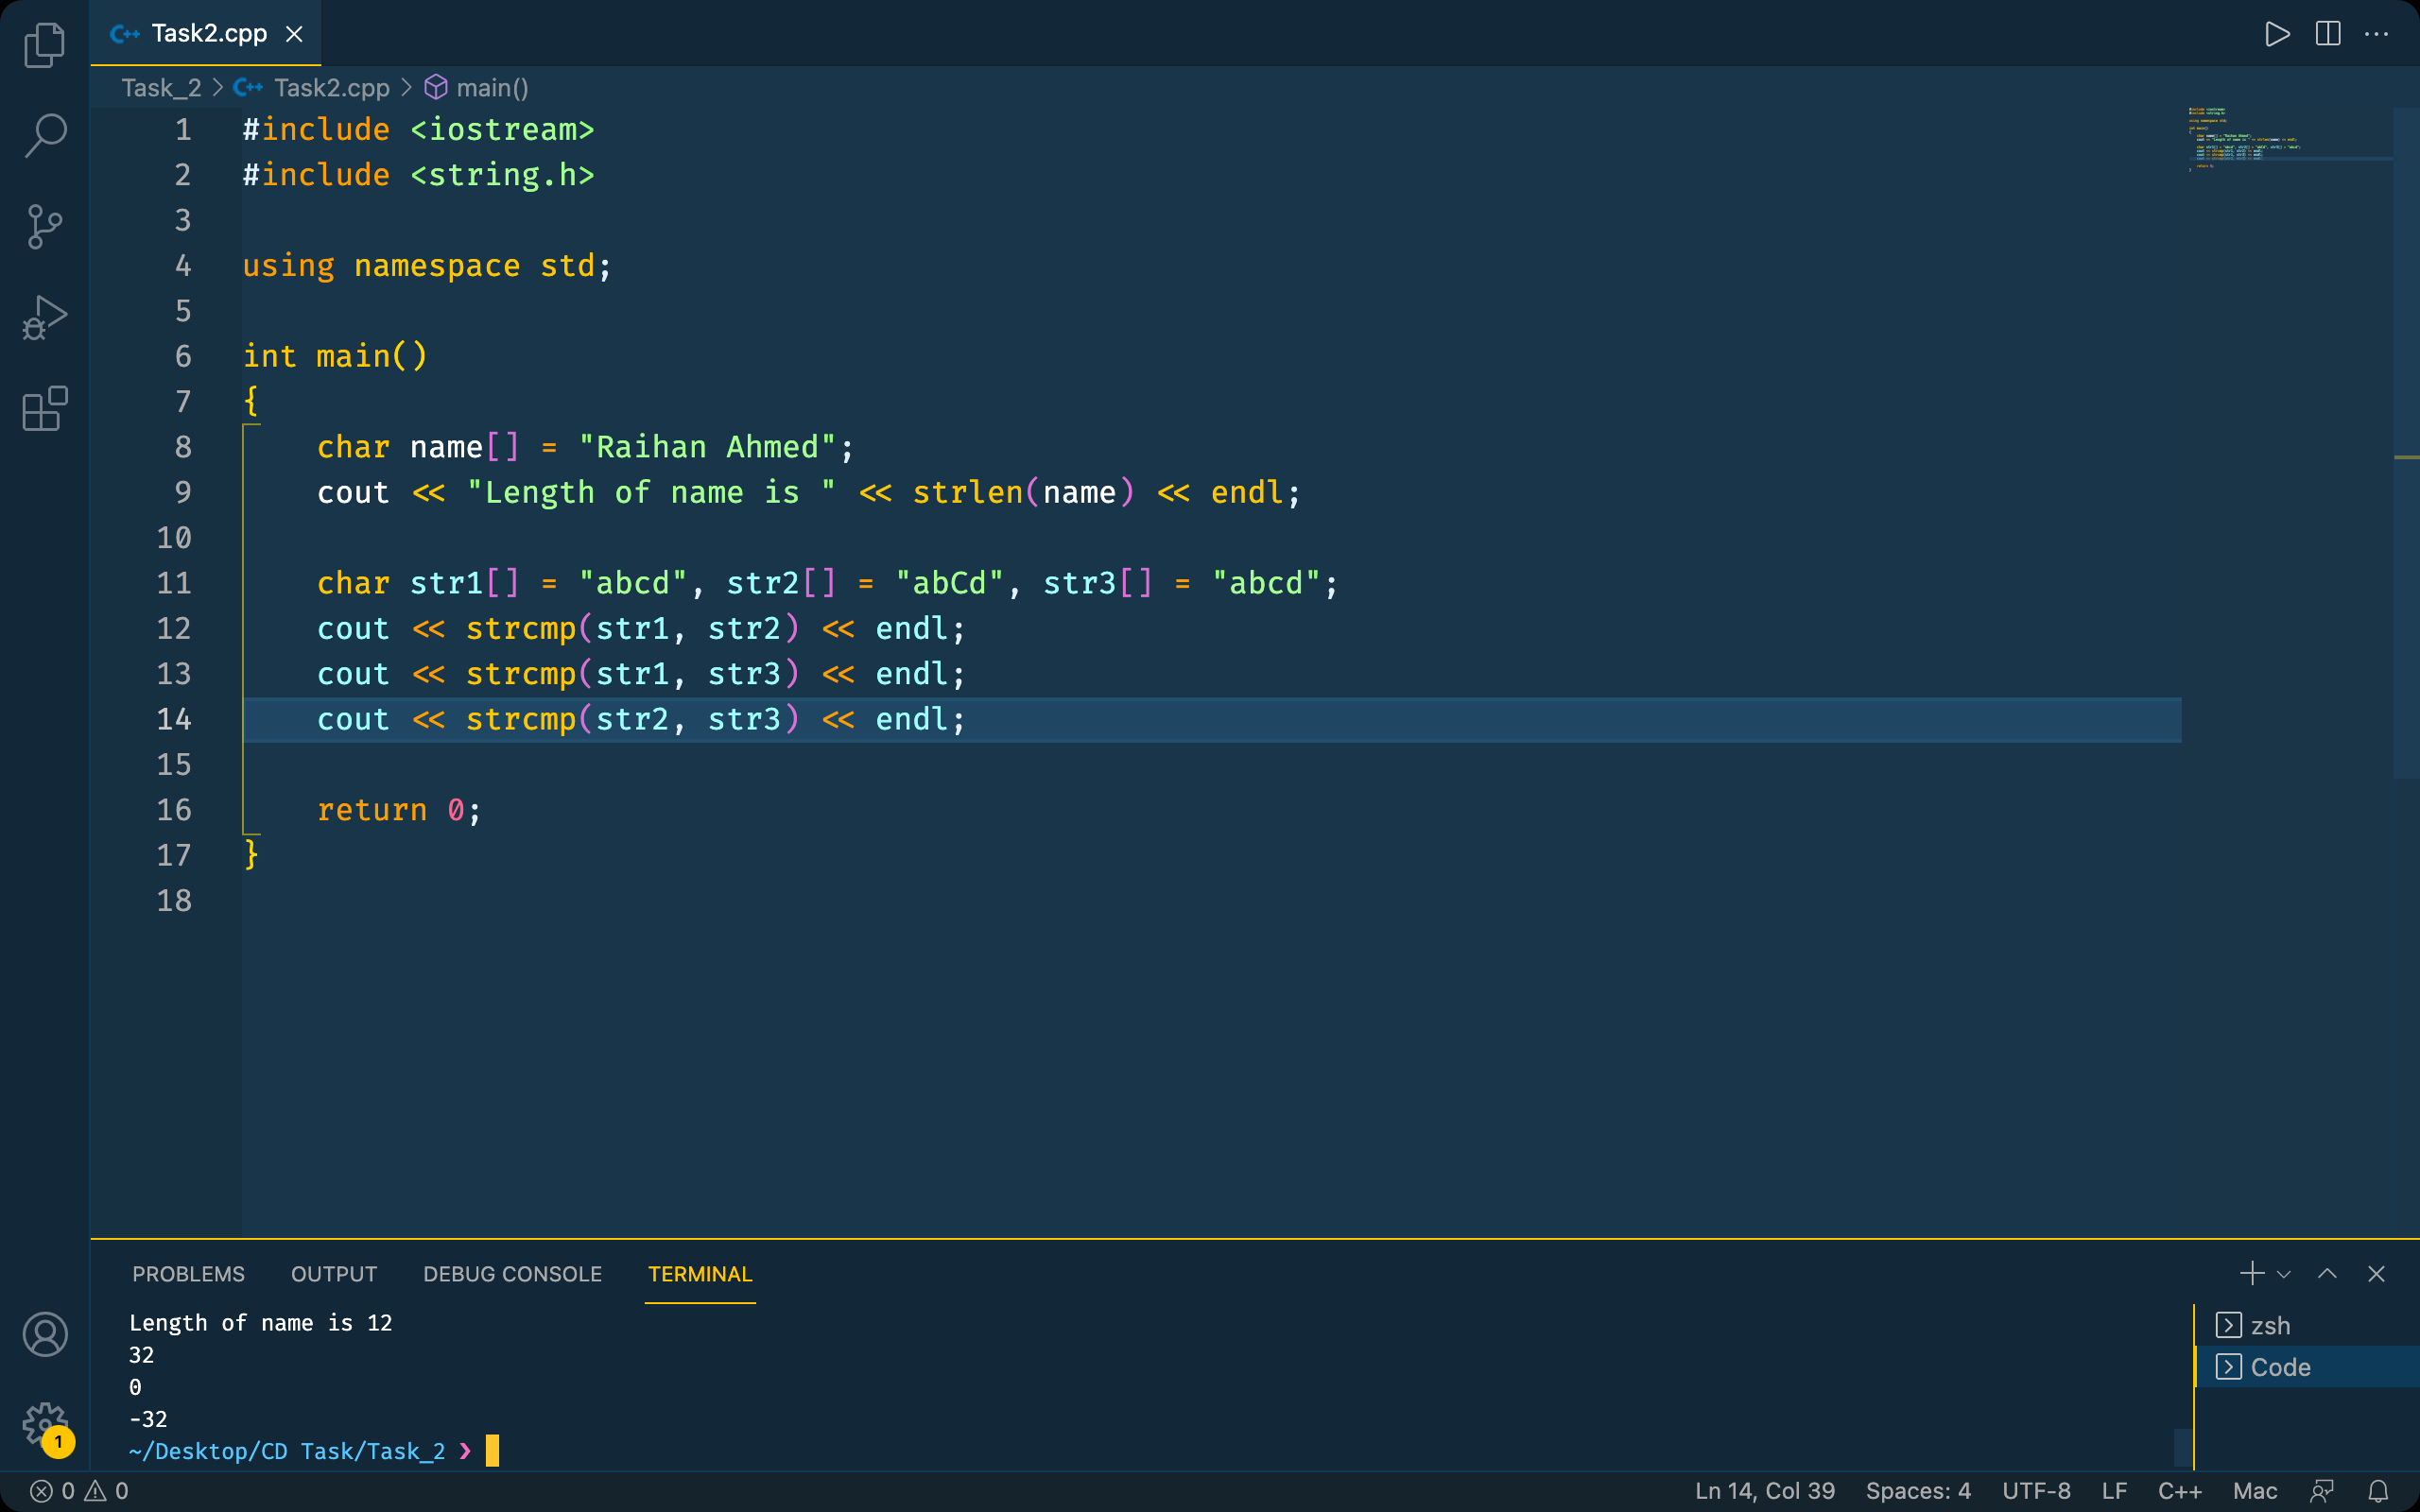 Task2.cpp
Task_2 > Task2.cpp > main()
1 #include <iostream>
2 #include <string.h>
3
4 using namespace std;
5
6 int main()
7 {
8     char name[] = "Raihan Ahmed";
9     cout << "Length of name is " << strlen(name) << endl;
10
11     char str1[] = "abcd", str2[] = "abCd", str3[] = "abcd";
12     cout << strcmp(str1, str2) << endl;
13     cout << strcmp(str1, str3) << endl;
14     cout << strcmp(str2, str3) << endl;
15
16     return 0;
17 }
18
PROBLEMS OUTPUT DEBUG CONSOLE TERMINAL
Length of name is 12
32
0
-32
~/Desktop/CD Task/Task_2 ❯
zsh
Code
1
0 0 Ln 14, Col 39 Spaces: 4 UTF-8 LF C++ Mac